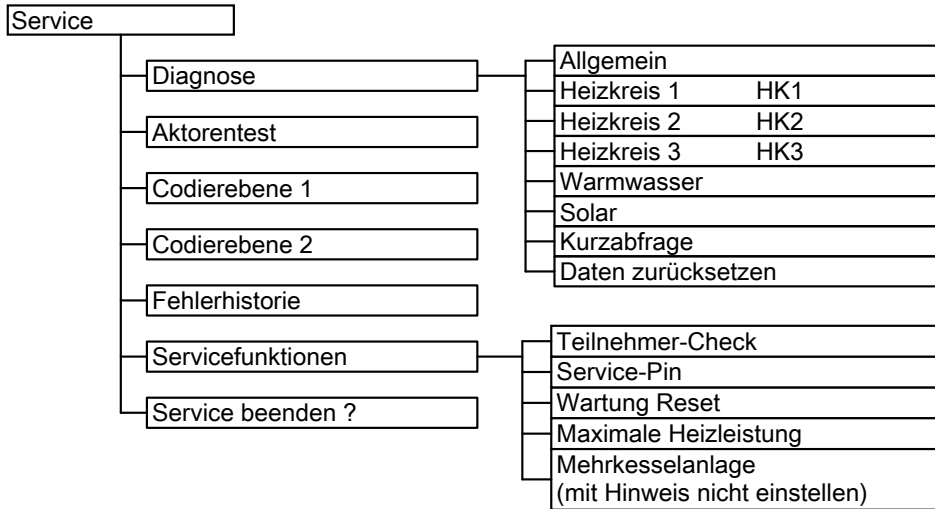 Service
Diagnose
Aktorentest
Codierebene 1
Codierebene 2
Fehlerhistorie
Servicefunktionen
Service beenden ?
Allgemein
Heizkreis 1 HK1
Heizkreis 2 HK2
Heizkreis 3 HK3
Warmwasser
Solar
Kurzabfrage
Daten zurücksetzen
Teilnehmer-Check
Service-Pin
Wartung Reset
Maximale Heizleistung
Mehrkesselanlage
(mit Hinweis nicht einstellen)